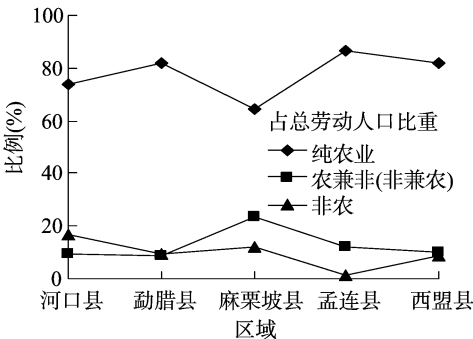 100
80
60
40
20
0
比例(%)
占总劳动人口比重
纯农业
农兼非(非兼农)
非农
河口县 勐腊县 麻栗坡县 孟连县 西盟县
区域